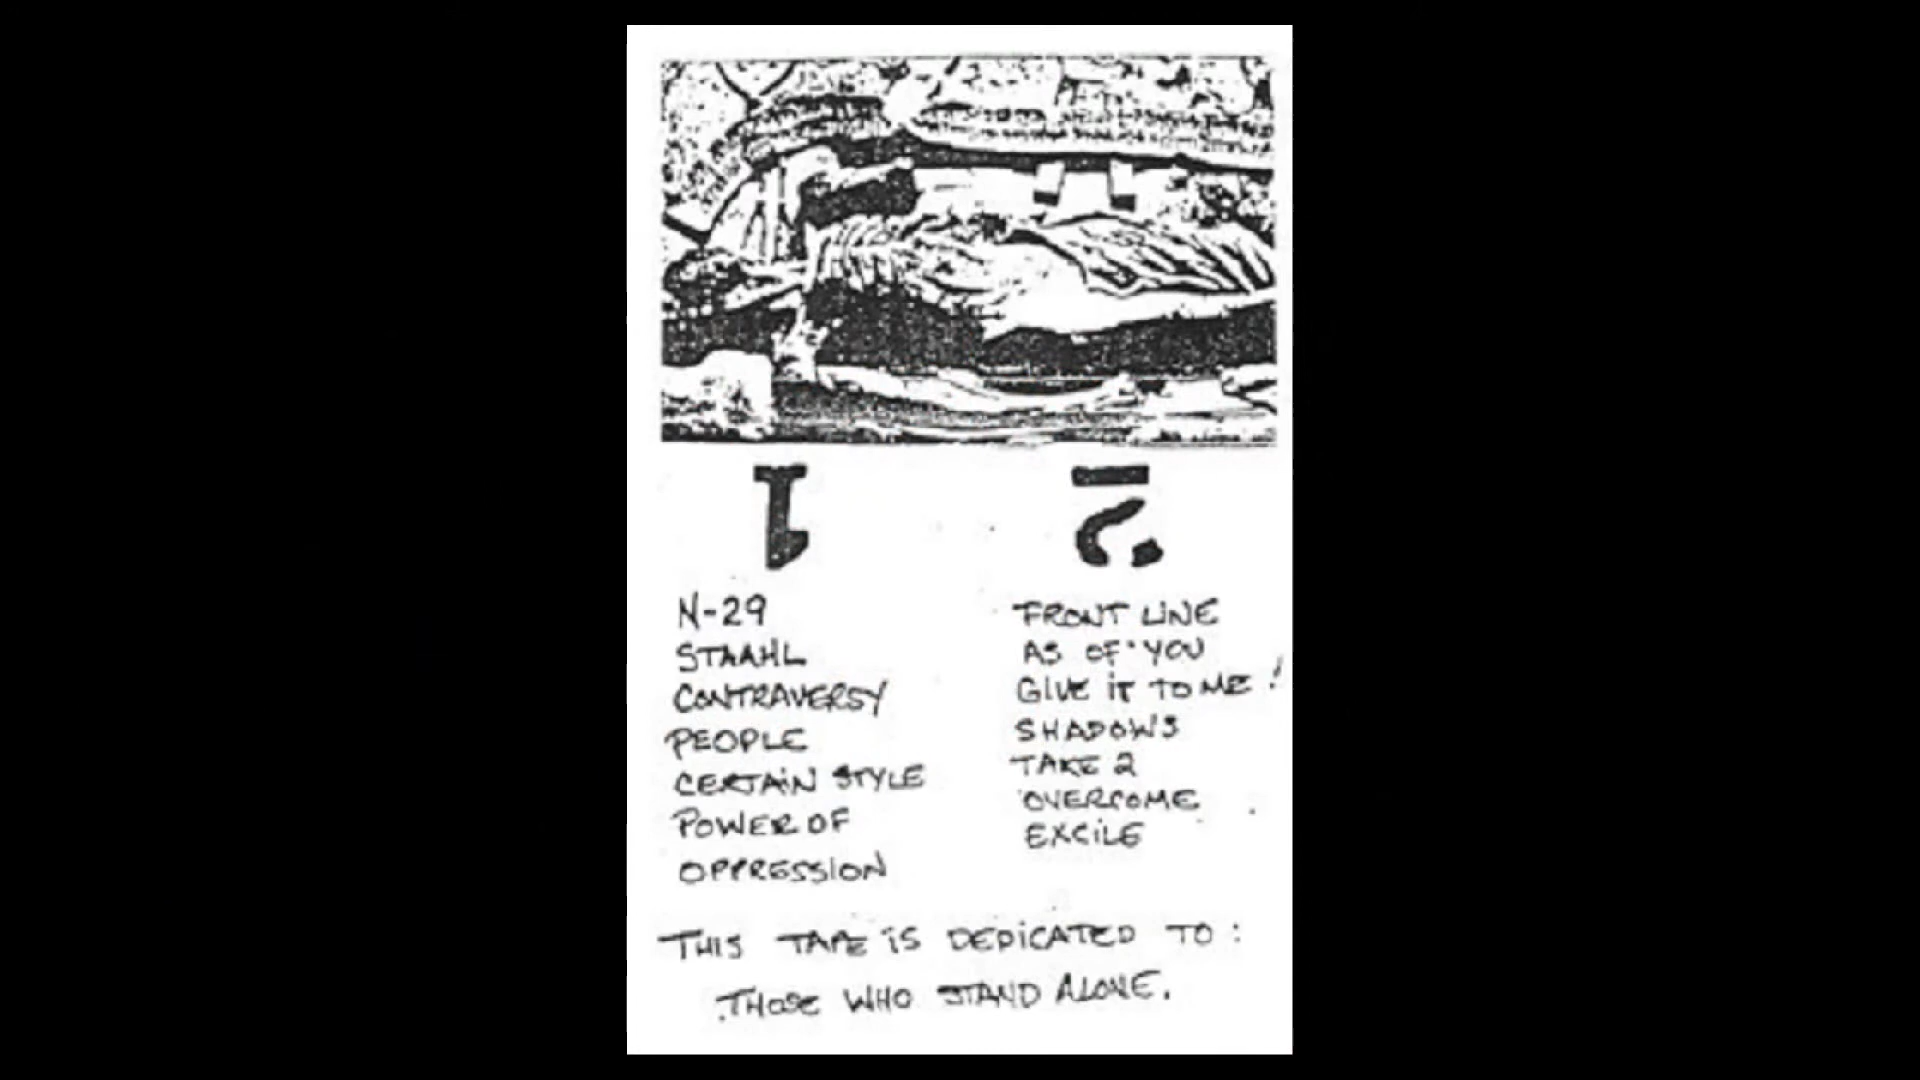 1
2.
N-29
STAAHL
CONTRAVERSY
PEOPLE
CERTAIN STYLE
POWER OF
OPPRESSION
FRONT LINE
AS OF YOU
GIVE IT TO ME!
SHADOWS
TAKE 2
OVERCOME
EXCILE
THIS TAPE IS DEDICATED TO:
THOSE WHO STAND ALONE.